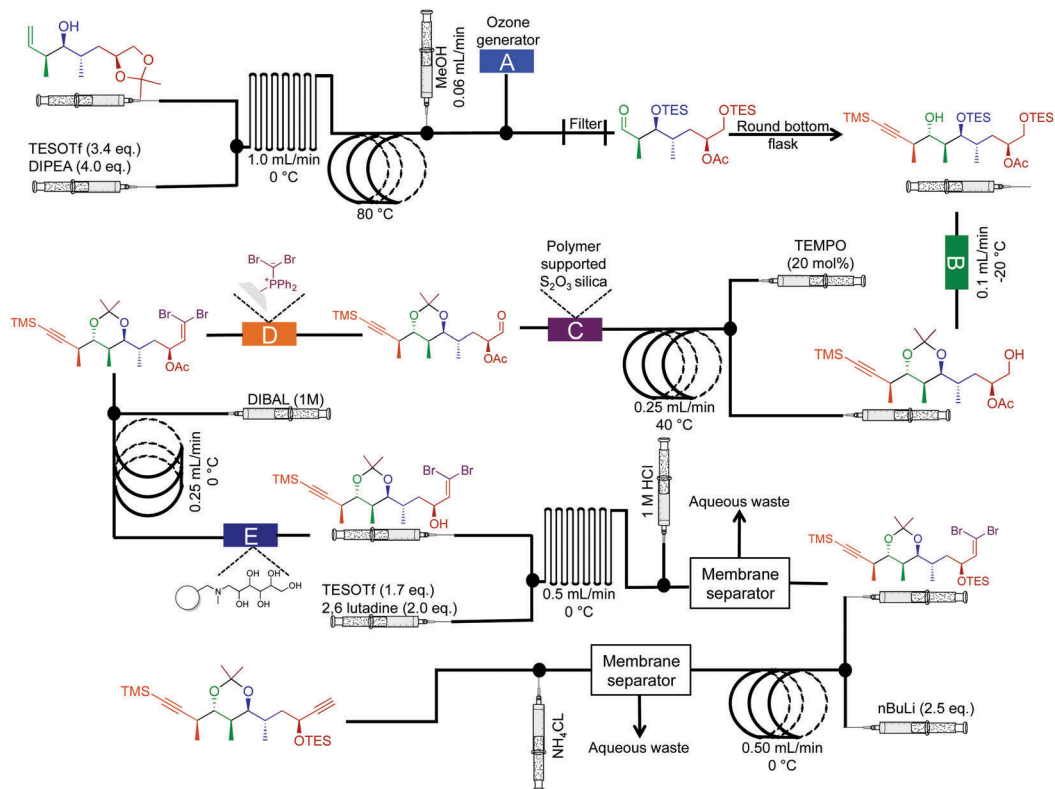 OH
O
O
TESOTf (3.4 eq.)
DIPEA (4.0 eq.)
1.0 mL/min
0 °C
80 °C
MeOH
0.06 mL/min
Ozone
generator
A
Filter
O
OTES
OTES
OAc
Round bottom
flask
TMS
OH
OTES
OTES
OAc
B
0.1 mL/min
-20 °C
TMS
O
O
OH
OAc
TEMPO
(20 mol%)
0.25 mL/min
40 °C
Polymer
supported
S2O3 silica
C
TMS
O
O
O
OAc
Br
Br
PPh2
+
−
D
TMS
O
O
Br
Br
OAc
DIBAL (1M)
0.25 mL/min
0 °C
E
N
OH
OH
OH
OH
OH
TMS
O
O
Br
Br
OH
TESOTf (1.7 eq.)
2,6 lutadine (2.0 eq.)
0.5 mL/min
0 °C
1 M HCl
Aqueous waste
Membrane
separator
TMS
O
O
Br
Br
OTES
nBuLi (2.5 eq.)
0.50 mL/min
0 °C
Membrane
separator
Aqueous waste
NH4CL
TMS
O
O
OTES